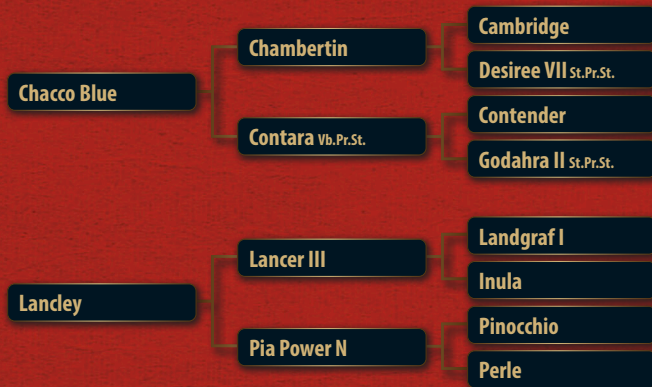 Chacco Blue
Chambertin
Cambridge
Desiree VII St.Pr.St.
Contara Vb.Pr.St.
Contender
Godahra II St.Pr.St.
Lancley
Lancer III
Landgraf I
Inula
Pia Power N
Pinocchio
Perle